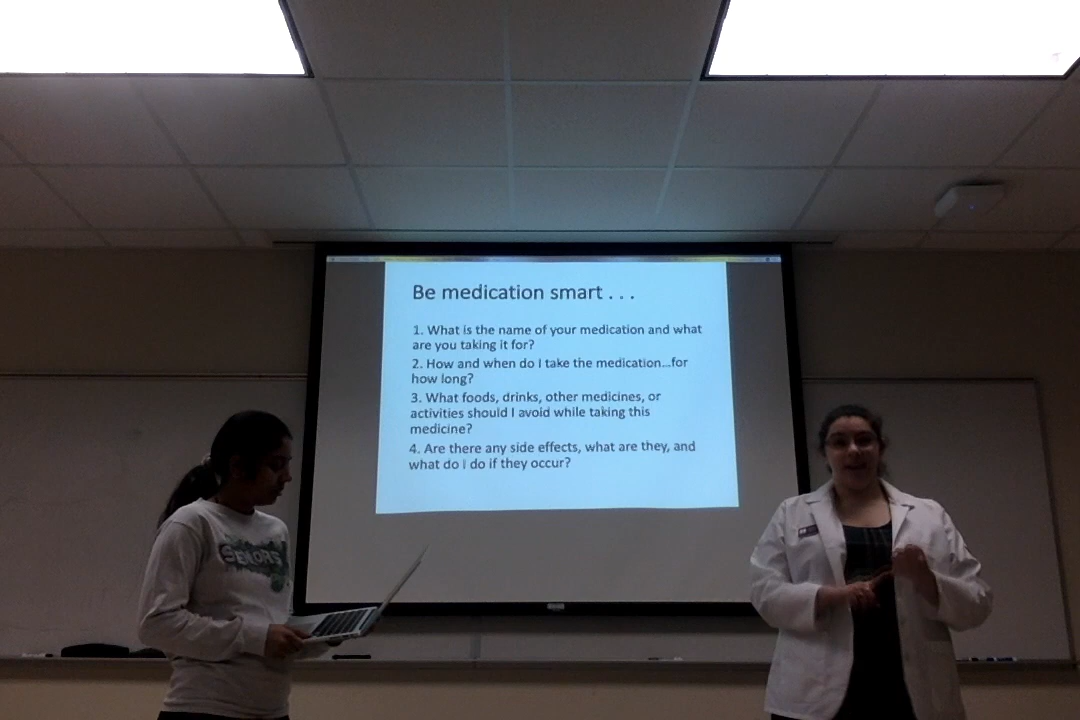 Be medication smart . . .
1. What is the name of your medication and what
are you taking it for?
2. How and when do I take the medication...for
how long?
3. What foods, drinks, other medicines, or
activities should I avoid while taking this
medicine?
4. Are there any side effects, what are they, and
what do I do if they occur?
SENIORS